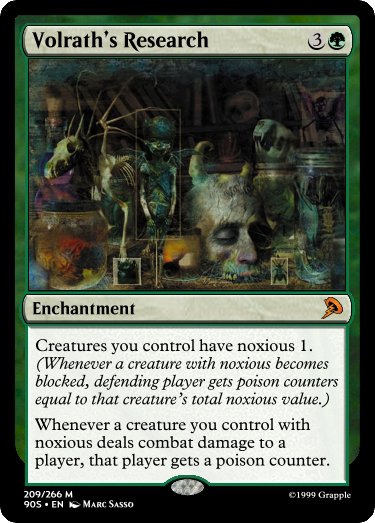 Volrath's Research 3
Enchantment
Creatures you control have noxious 1.
(Whenever a creature with noxious becomes
blocked, defending player gets poison counters
equal to that creature's total noxious value.)
Whenever a creature you control with
noxious deals combat damage to a
player, that player gets a poison counter.
209/266 M
90S • EN Marc Sasso
©1999 Grapple